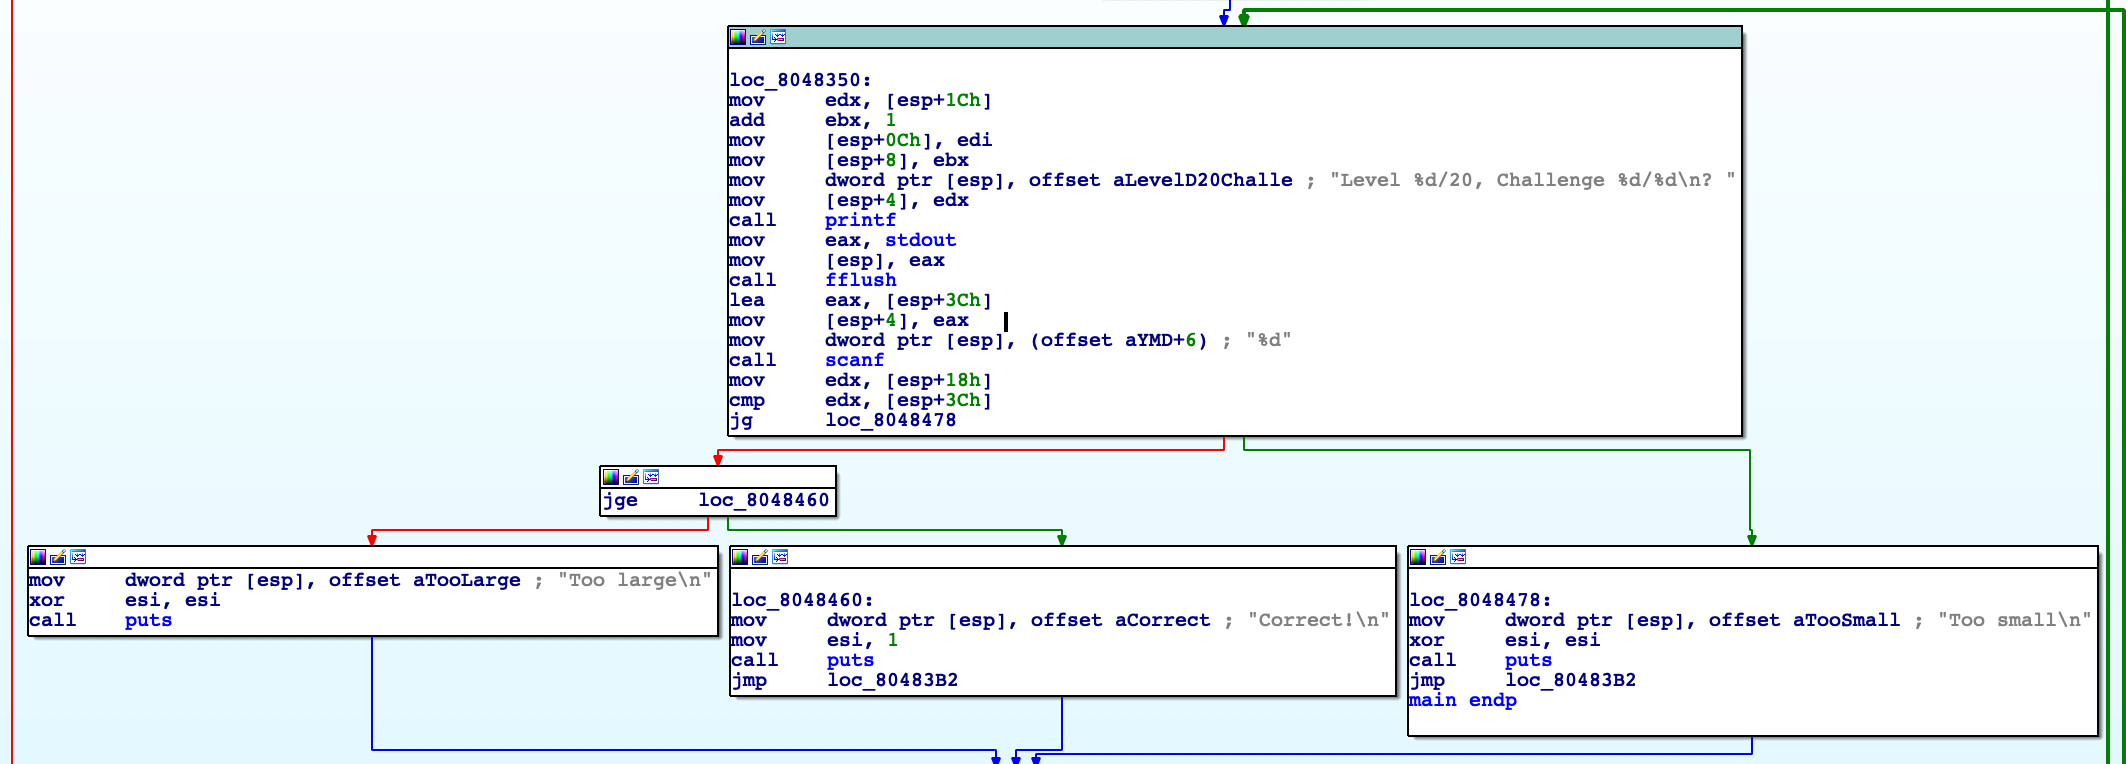 loc_8048350:
mov     edx, [esp+1Ch]
add     ebx, 1
mov     [esp+0Ch], edi
mov     [esp+8], ebx
mov     dword ptr [esp], offset aLevelD20Challe ; "Level %d/20, Challenge %d/%d\n? "
mov     [esp+4], edx
call    printf
mov     eax, stdout
mov     [esp], eax
call    fflush
lea     eax, [esp+3Ch]
mov     [esp+4], eax
mov     dword ptr [esp], (offset aYMD+6) ; "%d"
call    scanf
mov     edx, [esp+18h]
cmp     edx, [esp+3Ch]
jg      loc_8048478
jge     loc_8048460
mov     dword ptr [esp], offset aTooLarge ; "Too large\n"
xor     esi, esi
call    puts
loc_8048460:
mov     dword ptr [esp], offset aCorrect ; "Correct!\n"
mov     esi, 1
call    puts
jmp     loc_80483B2
loc_8048478:
mov     dword ptr [esp], offset aTooSmall ; "Too small\n"
xor     esi, esi
call    puts
jmp     loc_80483B2
main endp